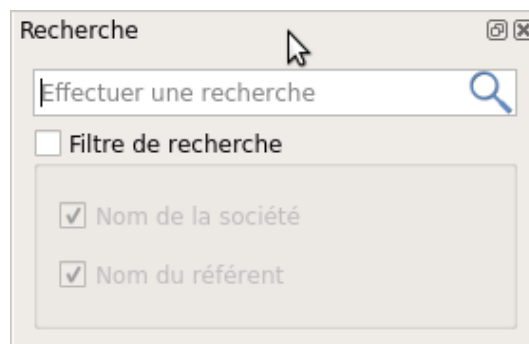 Recherche
Effectuer une recherche
Filtre de recherche
Nom de la société
Nom du référent